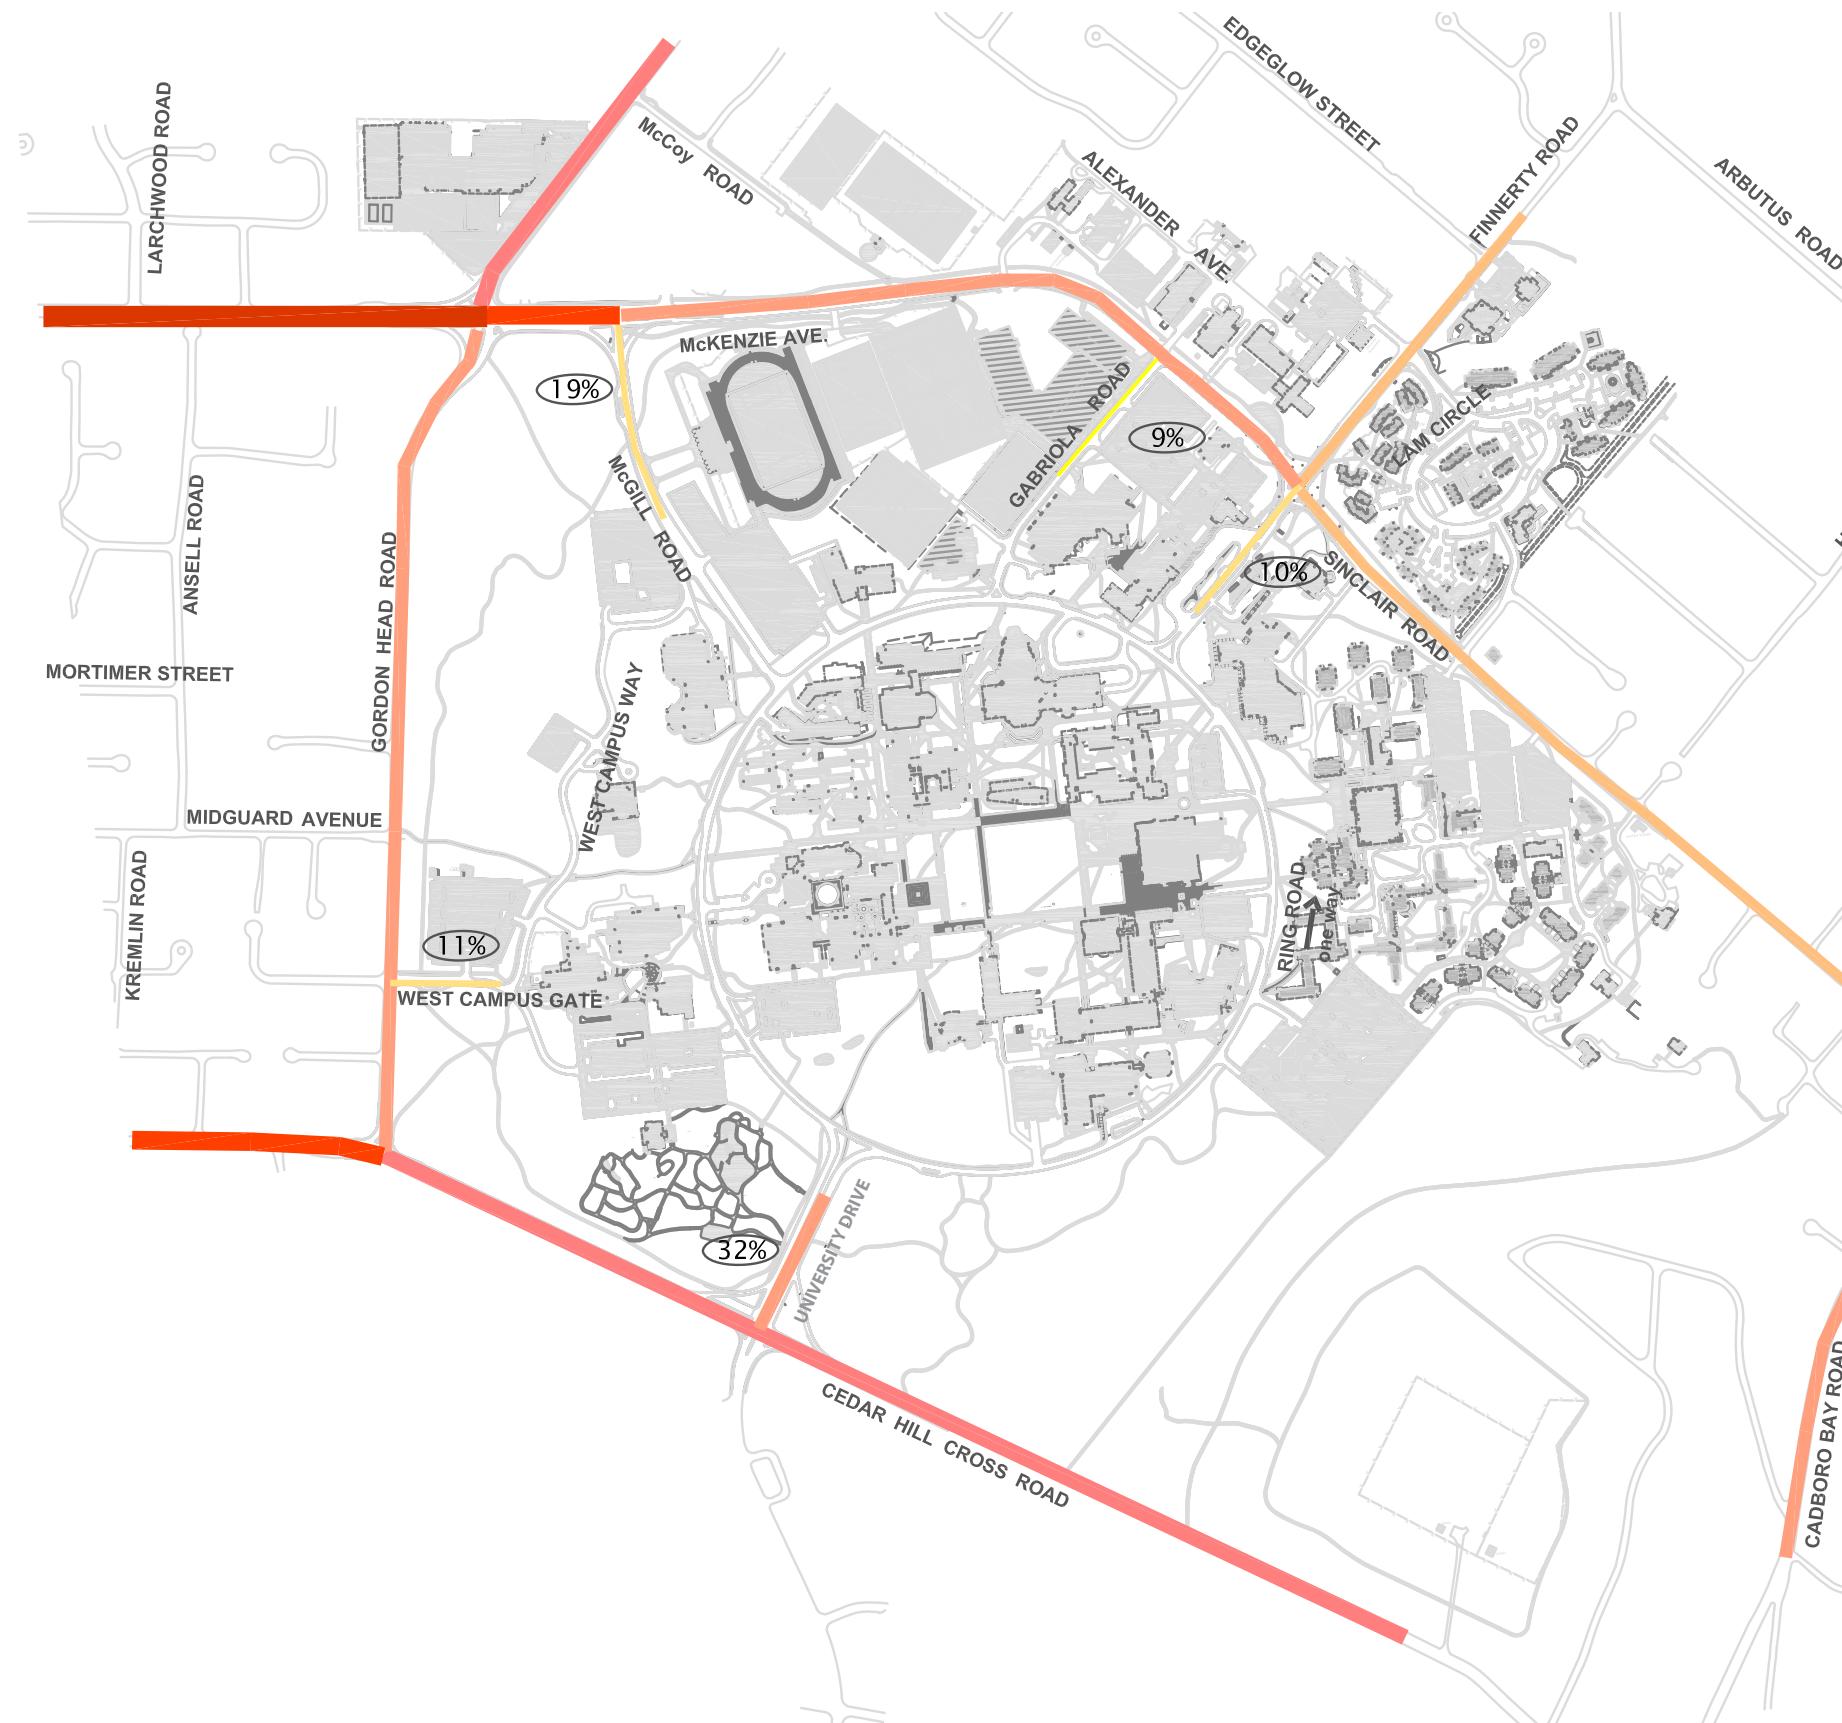 EDGEGLOW STREET
LARCHWOOD ROAD
McCoy ROAD
FINNERTY ROAD
ALEXANDER
AVE
ARBUTUS ROAD
McKENZIE AVE.
19%
GABRIOLA ROAD
9%
LAM CIRCLE
McGILL ROAD
ANSELL ROAD
GORDON HEAD ROAD
10%
SINCLAIR ROAD
MORTIMER STREET
WEST CAMPUS WAY
MIDGUARD AVENUE
KREMLIN ROAD
RING ROAD
one way
11%
WEST CAMPUS GATE
32%
UNIVERSITY DRIVE
CEDAR HILL CROSS ROAD
CADBORO BAY ROAD